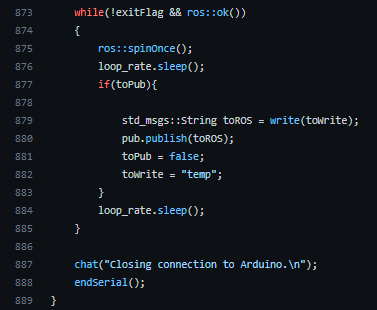 873 while(!exitFlag && ros::ok())
874 {
875 ros::spinOnce();
876 loop_rate.sleep();
877 if(toPub){
878
879 std_msgs::String toROS = write(toWrite);
880 pub.publish(toROS);
881 toPub = false;
882 toWrite = "temp";
883 }
884 loop_rate.sleep();
885 }
886
887 chat("Closing connection to Arduino.\n");
888 endSerial();
889 }